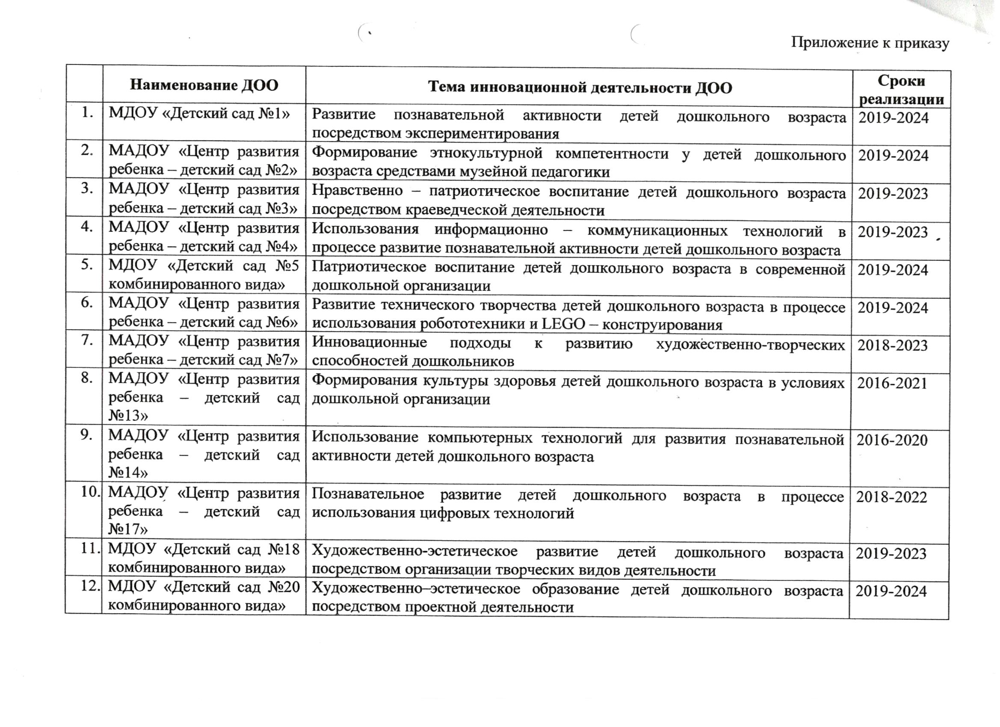 Приложение к приказу
Наименование ДОО
Тема инновационной деятельности ДОО
Сроки
реализации
1.
МДОУ «Детский сад №1»
Развитие познавательной активности детей дошкольного возраста
посредством экспериментирования
2019-2024
2.
МАДОУ «Центр развития
ребенка – детский сад №2»
Формирование этнокультурной компетентности у детей дошкольного
возраста средствами музейной педагогики
2019-2024
3.
МАДОУ «Центр развития
ребенка – детский сад №3»
Нравственно – патриотическое воспитание детей дошкольного возраста
посредством краеведческой деятельности
2019-2023
4.
МАДОУ «Центр развития
ребенка – детский сад №4»
Использования информационно – коммуникационных технологий в
процессе развитие познавательной активности детей дошкольного возраста
2019-2023
5.
МДОУ «Детский сад №5
комбинированного вида»
Патриотическое воспитание детей дошкольного возраста в современной
дошкольной организации
2019-2024
6.
МАДОУ «Центр развития
ребенка – детский сад №6»
Развитие технического творчества детей дошкольного возраста в процессе
использования робототехники и LEGO – конструирования
2019-2024
7.
МАДОУ «Центр развития
ребенка – детский сад №7»
Инновационные подходы к развитию художественно-творческих
способностей дошкольников
2018-2023
8.
МАДОУ «Центр развития
ребенка – детский сад
№13»
Формирования культуры здоровья детей дошкольного возраста в условиях
дошкольной организации
2016-2021
9.
МАДОУ «Центр развития
ребенка – детский сад
№14»
Использование компьютерных технологий для развития познавательной
активности детей дошкольного возраста
2016-2020
10.
МАДОУ «Центр развития
ребенка – детский сад
№17»
Познавательное развитие детей дошкольного возраста в процессе
использования цифровых технологий
2018-2022
11.
МДОУ «Детский сад №18
комбинированного вида»
Художественно-эстетическое развитие детей дошкольного возраста
посредством организации творческих видов деятельности
2019-2023
12.
МДОУ «Детский сад №20
комбинированного вида»
Художественно–эстетическое образование детей дошкольного возраста
посредством проектной деятельности
2019-2024